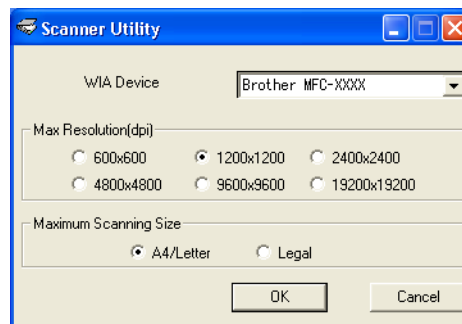 Scanner Utility
WIA Device
Brother MFC-XXXX
Max Resolution(dpi)
600x600 1200x1200 2400x2400
4800x4800 9600x9600 19200x19200
Maximum Scanning Size
A4/Letter Legal
OK Cancel